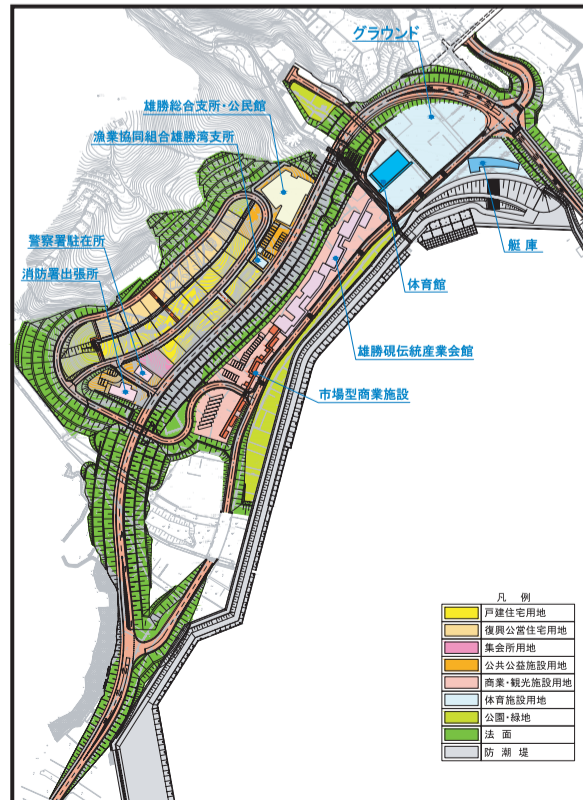 グラウンド
雄勝総合支所・公民館
漁業協同組合雄勝湾支所
警察署駐在所
消防署出張所
艇庫
体育館
雄勝硯伝統産業会館
市場型商業施設
凡 例
戸建住宅用地
復興公営住宅用地
集会所用地
公共公益施設用地
商業・観光施設用地
体育施設用地
公園・緑地
法 面
防 潮 堤